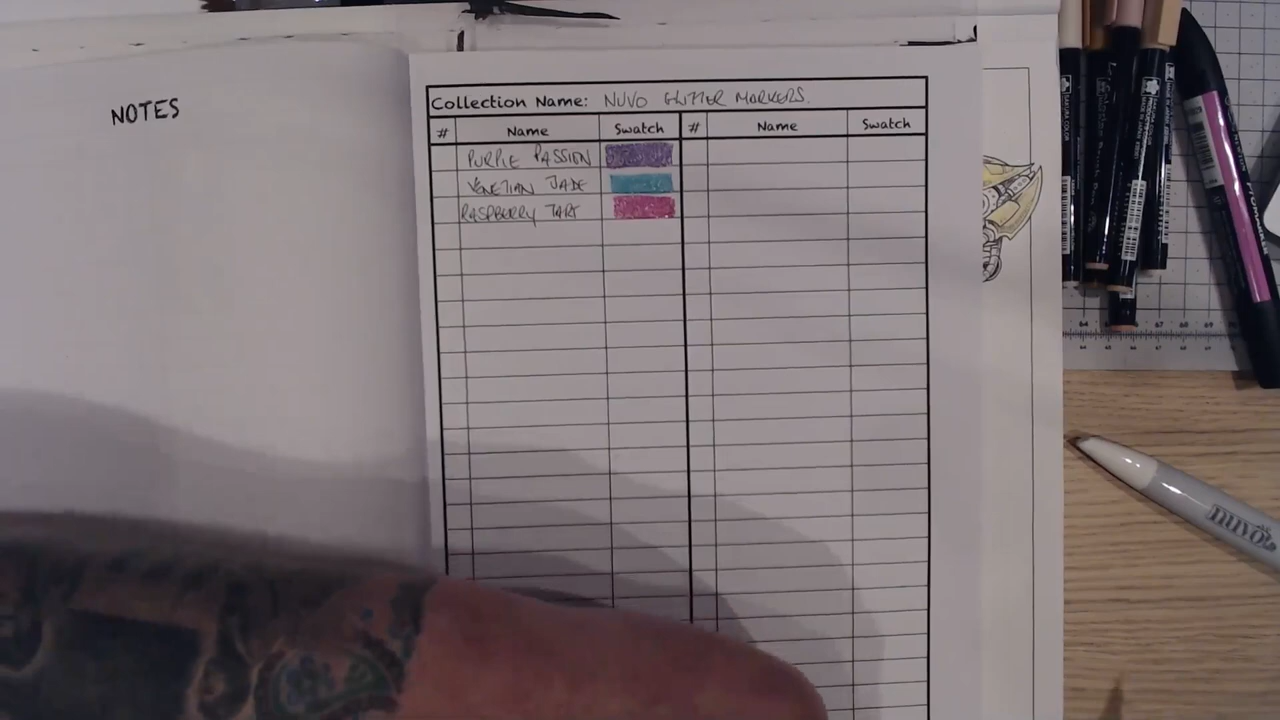 NOTES
Collection Name: NUVO GLITTER MARKERS.
# Name Swatch # Name Swatch
PURPLE PASSION
VENETIAN JADE
RASPBERRY TART
nuvo